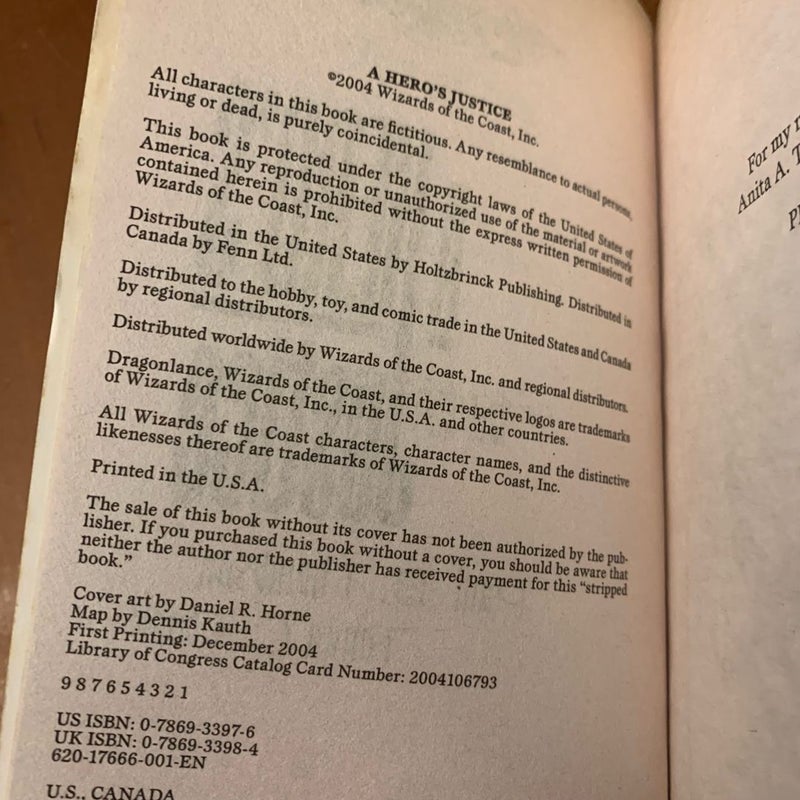 A HERO'S JUSTICE
©2004 Wizards of the Coast, Inc.
All characters in this book are fictitious. Any resemblance to actual persons,
living or dead, is purely coincidental.
This book is protected under the copyright laws of the United States of
America. Any reproduction or unauthorized use of the material or artwork
contained herein is prohibited without the express written permission of
Wizards of the Coast, Inc.
Distributed in the United States by Holtzbrinck Publishing. Distributed in
Canada by Fenn Ltd.
Distributed to the hobby, toy, and comic trade in the United States and Canada
by regional distributors.
Distributed worldwide by Wizards of the Coast, Inc. and regional distributors.
Dragonlance, Wizards of the Coast, and their respective logos are trademarks
of Wizards of the Coast, Inc., in the U.S.A. and other countries.
All Wizards of the Coast characters, character names, and the distinctive
likenesses thereof are trademarks of Wizards of the Coast, Inc.
Printed in the U.S.A.
The sale of this book without its cover has not been authorized by the pub-
lisher. If you purchased this book without a cover, you should be aware that
neither the author nor the publisher has received payment for this "stripped
book."
Cover art by Daniel R. Horne
Map by Dennis Kauth
First Printing: December 2004
Library of Congress Catalog Card Number: 2004106793
9 8 7 6 5 4 3 2 1
US ISBN: 0-7869-3397-6
UK ISBN: 0-7869-3398-4
620-17666-001-EN
U.S., CANADA
For my
Anita A.